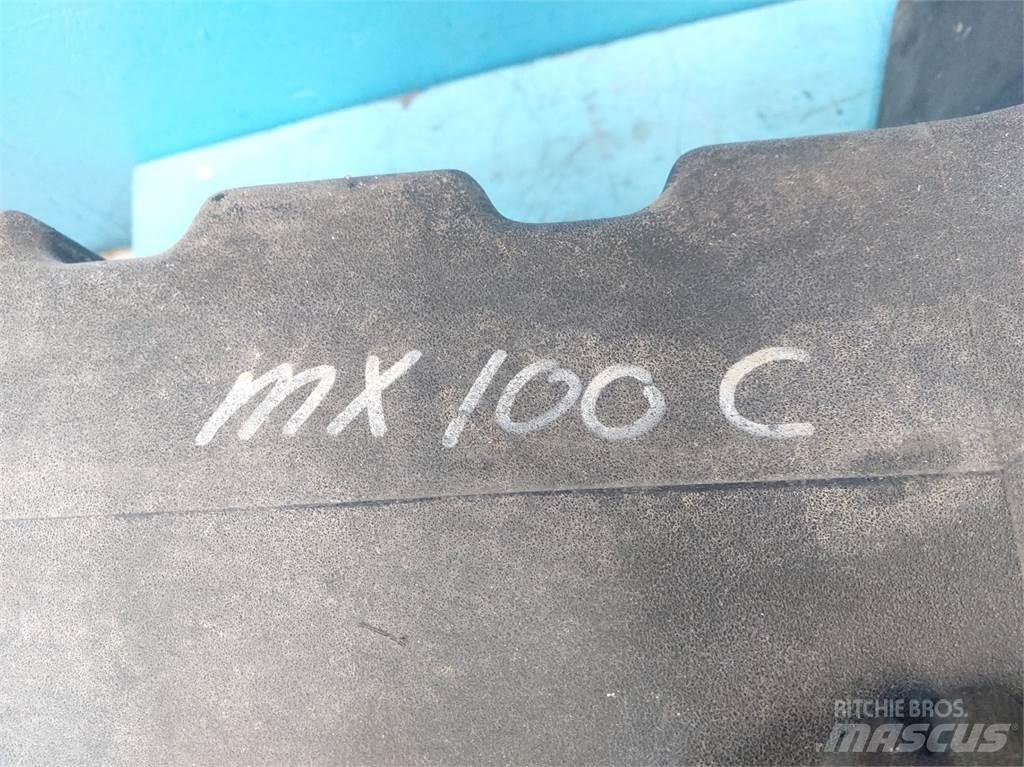 MX 100 C
RITCHIE BROS.
MASCUS